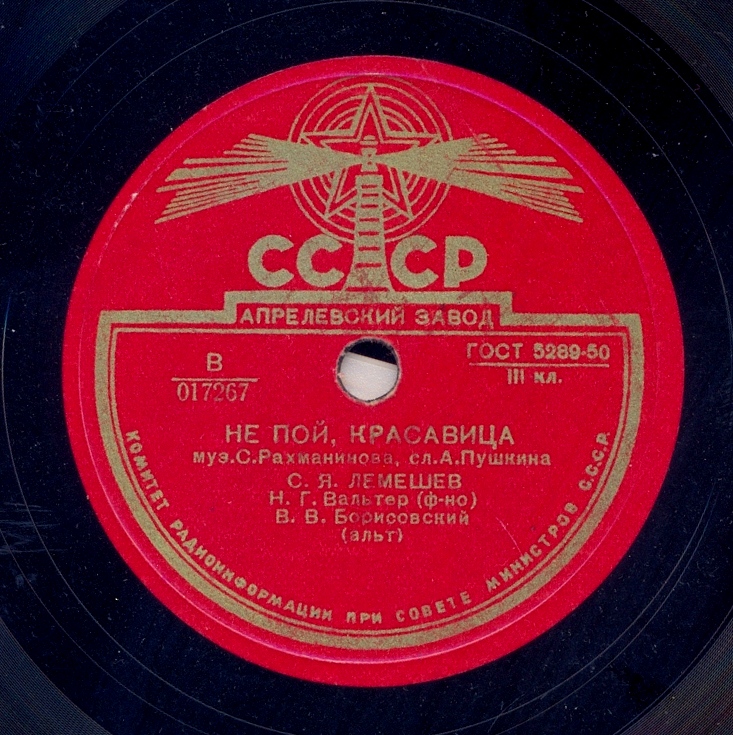 СССР
АПРЕЛЕВСКИЙ ЗАВОД
В
017267
ГОСТ 5289-50
III кл.
НЕ ПОЙ, КРАСАВИЦА
муз.С.Рахманинова, сл.А.Пушкина
С. Я. ЛЕМЕШЕВ
Н. Г. Вальтер (ф-но)
В. В. Борисовский
(альт)
КОМИТЕТ РАДИОИНФОРМАЦИИ ПРИ СОВЕТЕ МИНИСТРОВ С.С.С.Р.